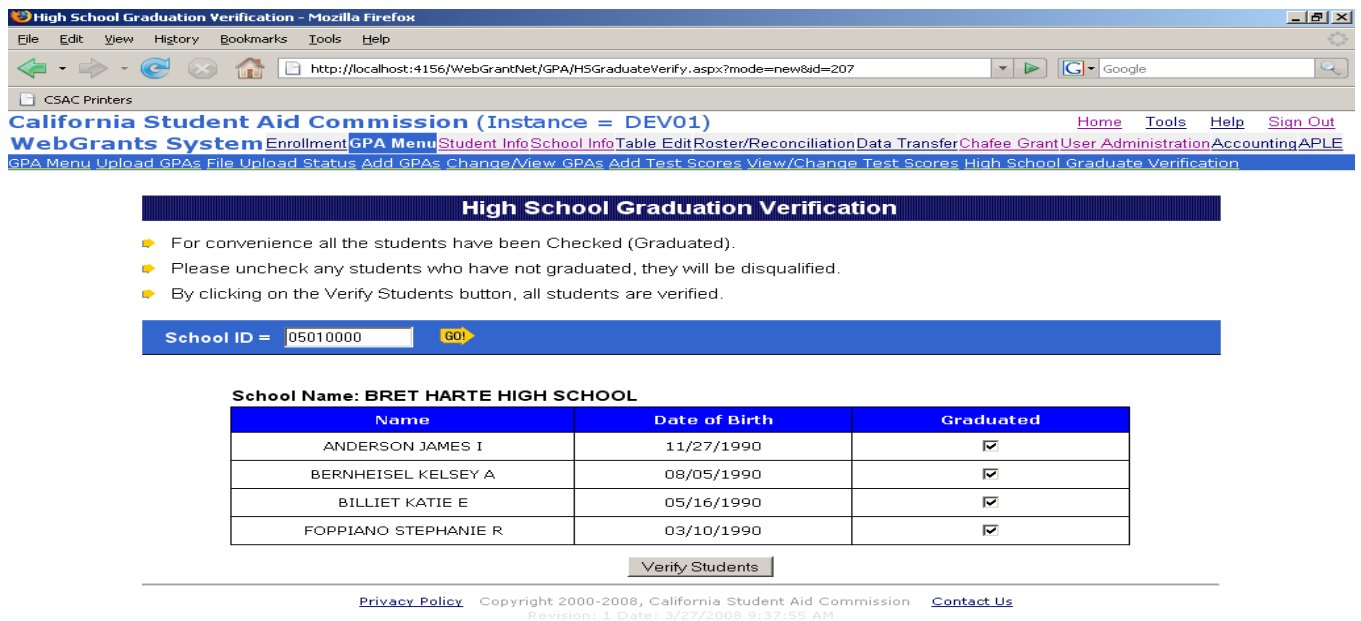 High School Graduation Verification - Mozilla Firefox
File Edit View History Bookmarks Tools Help
http://localhost:4156/WebGrantNet/GPA/HSGraduateVerify.aspx?mode=new&id=207
G Google
CSAC Printers
California Student Aid Commission (Instance = DEV01) Home Tools Help Sign Out
WebGrants System Enrollment GPA Menu Student Info School Info Table Edit Roster/Reconciliation Data Transfer Chafee Grant User Administration Accounting APLE
GPA Menu Upload GPAs File Upload Status Add GPAs Change/View GPAs Add Test Scores View/Change Test Scores High School Graduate Verification
High School Graduation Verification
For convenience all the students have been Checked (Graduated).
Please uncheck any students who have not graduated, they will be disqualified.
By clicking on the Verify Students button, all students are verified.
School ID = 05010000 GO!
School Name: BRET HARTE HIGH SCHOOL
Name Date of Birth Graduated
ANDERSON JAMES I 11/27/1990
BERNHEISEL KELSEY A 08/05/1990
BILLIET KATIE E 05/16/1990
FOPPIANO STEPHANIE R 03/10/1990
Verify Students
Privacy Policy Copyright 2000-2008, California Student Aid Commission Contact Us
Revision: 1 Date: 3/27/2008 9:37:55 AM